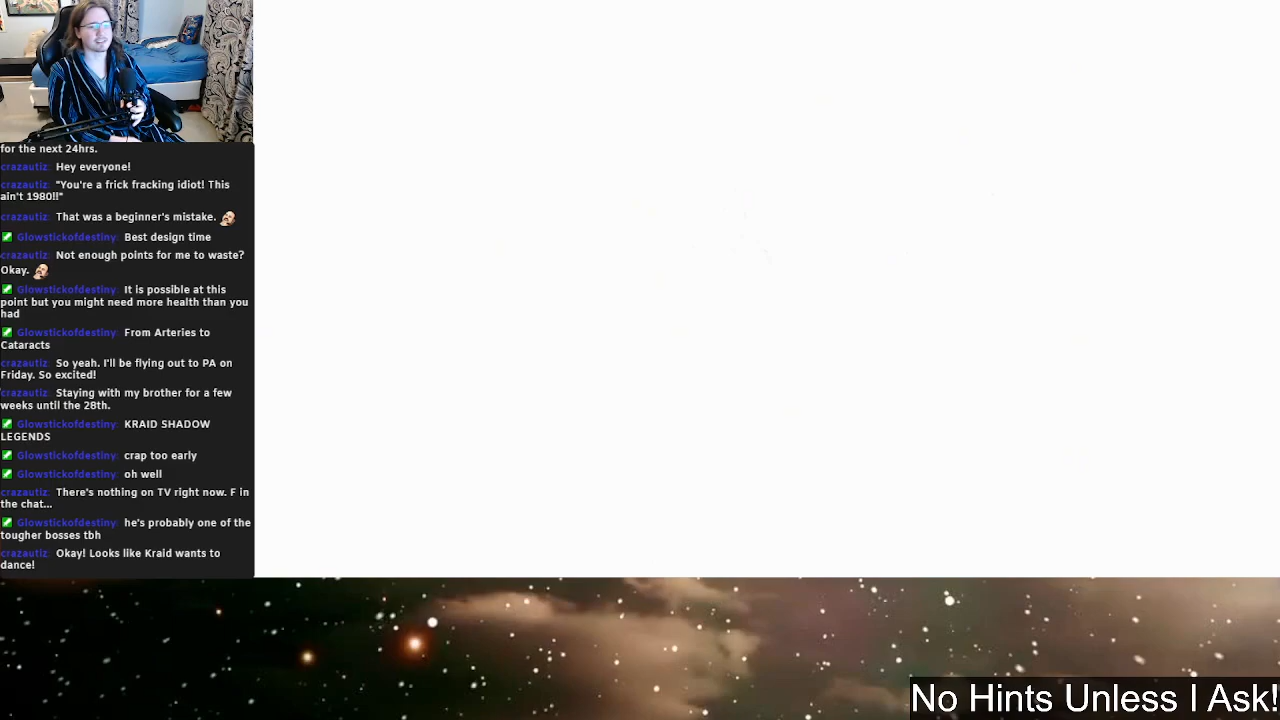 for the next 24hrs.
crazautiz: Hey everyone!
crazautiz: "You're a frick fracking idiot! This
ain't 1980!!"
crazautiz: That was a beginner's mistake.
Glowstickofdestiny: Best design time
crazautiz: Not enough points for me to waste?
Okay.
Glowstickofdestiny: It is possible at this
point but you might need more health than you
had
Glowstickofdestiny: From Arteries to
Cataracts
crazautiz: So yeah. I'll be flying out to PA on
Friday. So excited!
crazautiz: Staying with my brother for a few
weeks until the 28th.
Glowstickofdestiny: KRAID SHADOW
LEGENDS
Glowstickofdestiny: crap too early
Glowstickofdestiny: oh well
crazautiz: There's nothing on TV right now. F in
the chat...
Glowstickofdestiny: he's probably one of the
tougher bosses tbh
crazautiz: Okay! Looks like Kraid wants to
dance!
No Hints Unless I Ask!